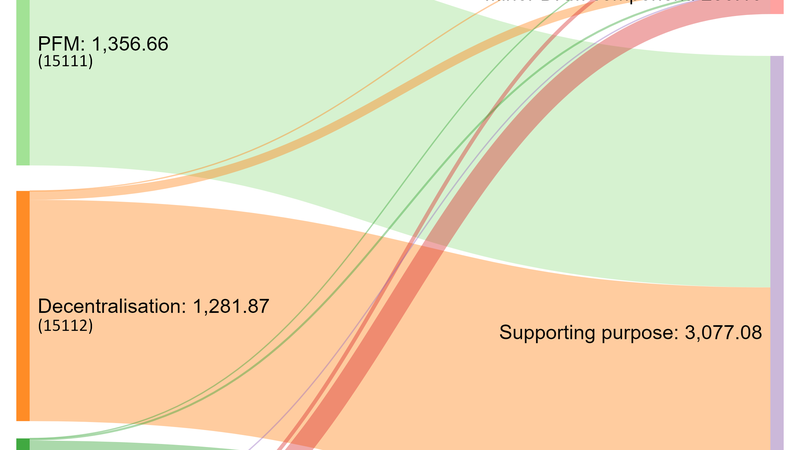 PFM: 1,356.66
(15111)
Decentralisation: 1,281.87
(15112)
Supporting purpose: 3,077.08